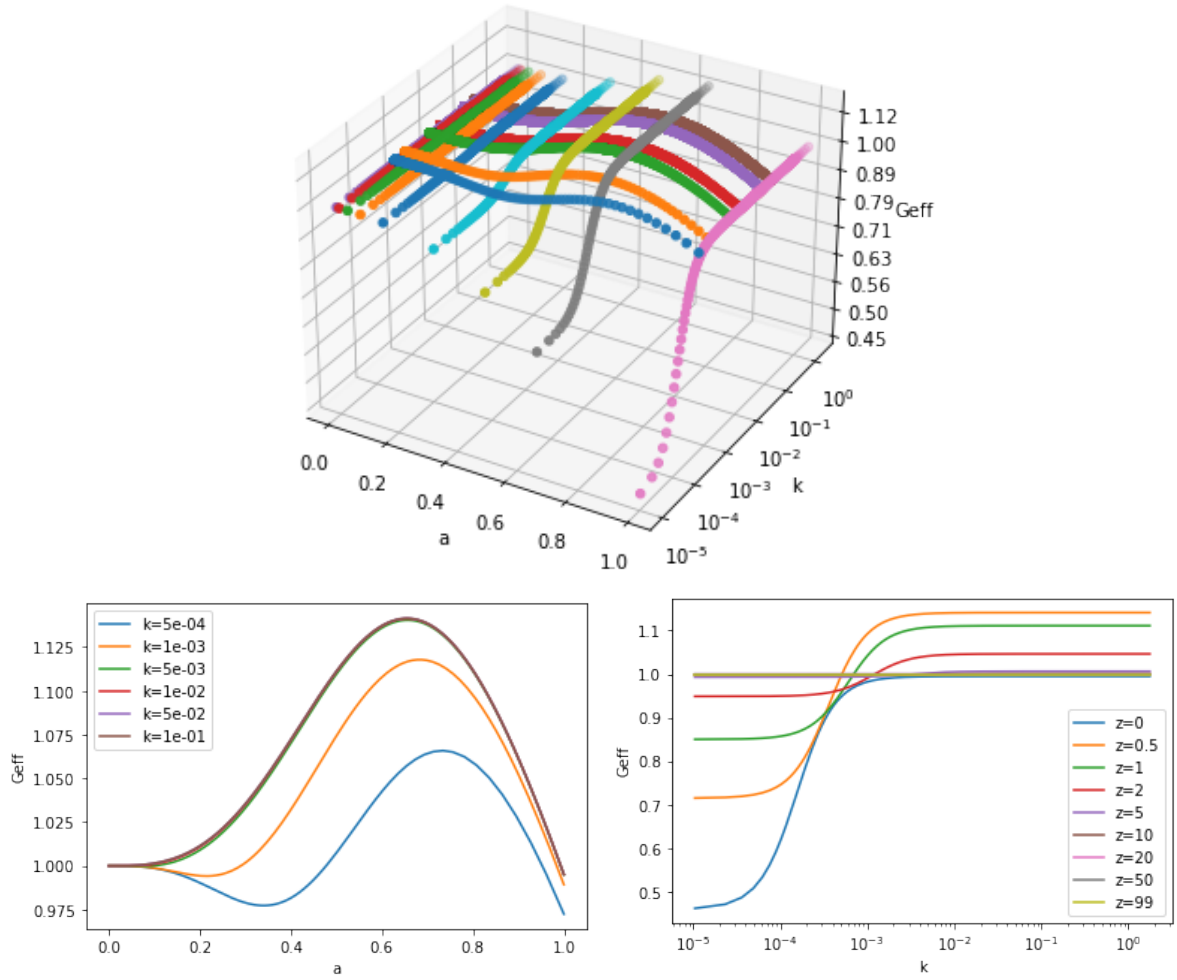 1.12
1.00
0.89
0.79
Geff
0.71
0.63
0.56
0.50
0.45
10⁰
10⁻¹
10⁻²
10⁻³
10⁻⁴
10⁻⁵
k
0.0
0.2
0.4
0.6
0.8
1.0
a
k=5e-04
k=1e-03
k=5e-03
k=1e-02
k=5e-02
k=1e-01
1.125
1.100
1.075
1.050
1.025
1.000
0.975
Geff
0.0 0.2 0.4 0.6 0.8 1.0
a
1.1
1.0
0.9
0.8
0.7
0.6
0.5
Geff
z=0
z=0.5
z=1
z=2
z=5
z=10
z=20
z=50
z=99
10⁻⁵ 10⁻⁴ 10⁻³ 10⁻² 10⁻¹ 10⁰
k